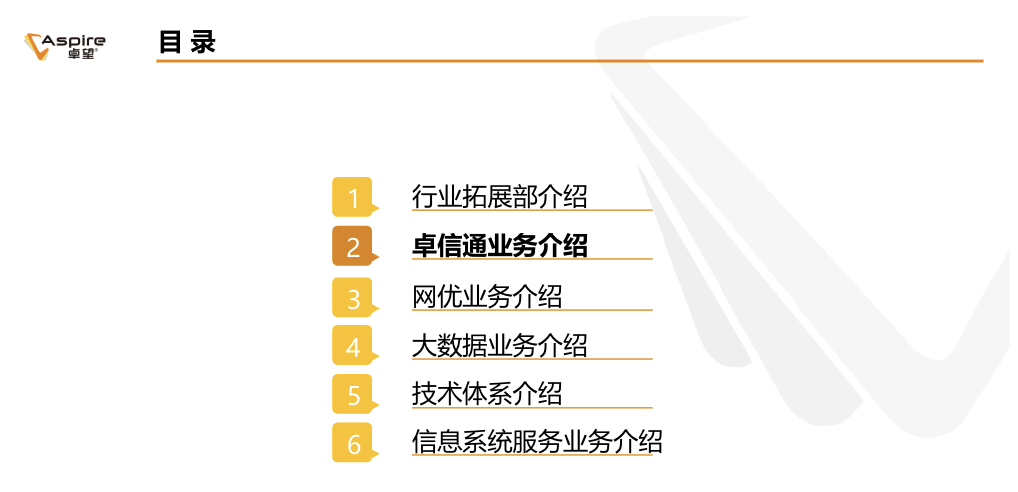 Aspire
卓望®
目 录
1 行业拓展部介绍
2 卓信通业务介绍
3 网优业务介绍
4 大数据业务介绍
5 技术体系介绍
6 信息系统服务业务介绍